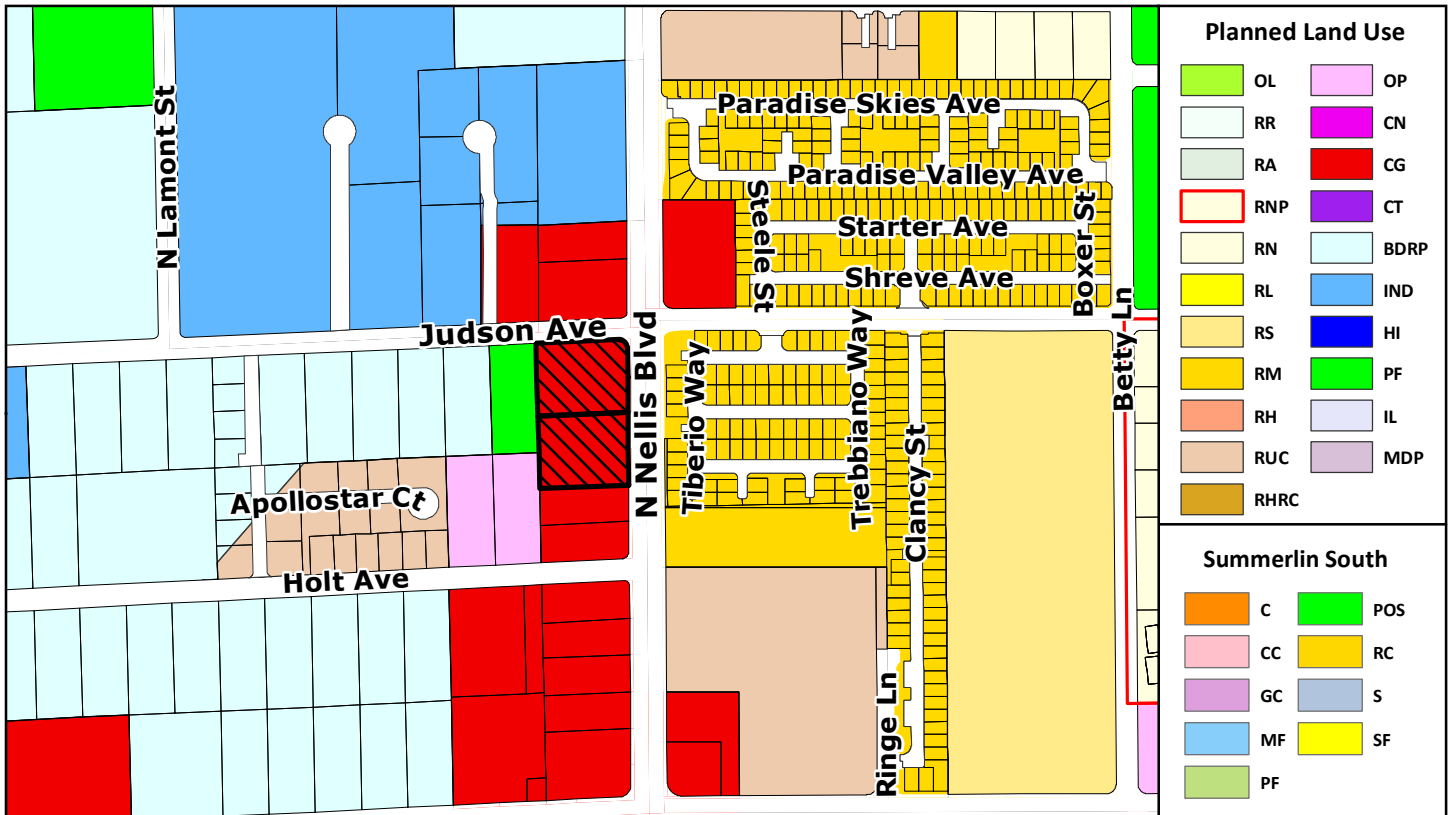 Paradise Skies Ave
Paradise Valley Ave
N Lamont St
Steele St
Starter Ave
Boxer St
Shreve Ave
Judson Ave
Betty Ln
N Nellis Blvd
Tiberio Way
Trebbiano Way
Clancy St
Apollostar Ct
Holt Ave
Ringe Ln
Planned Land Use
OL
OP
RR
CN
RA
CG
RNP
CT
RN
BDRP
RL
IND
RS
HI
RM
PF
RH
IL
RUC
MDP
RHRC
Summerlin South
C
POS
CC
RC
GC
S
MF
SF
PF